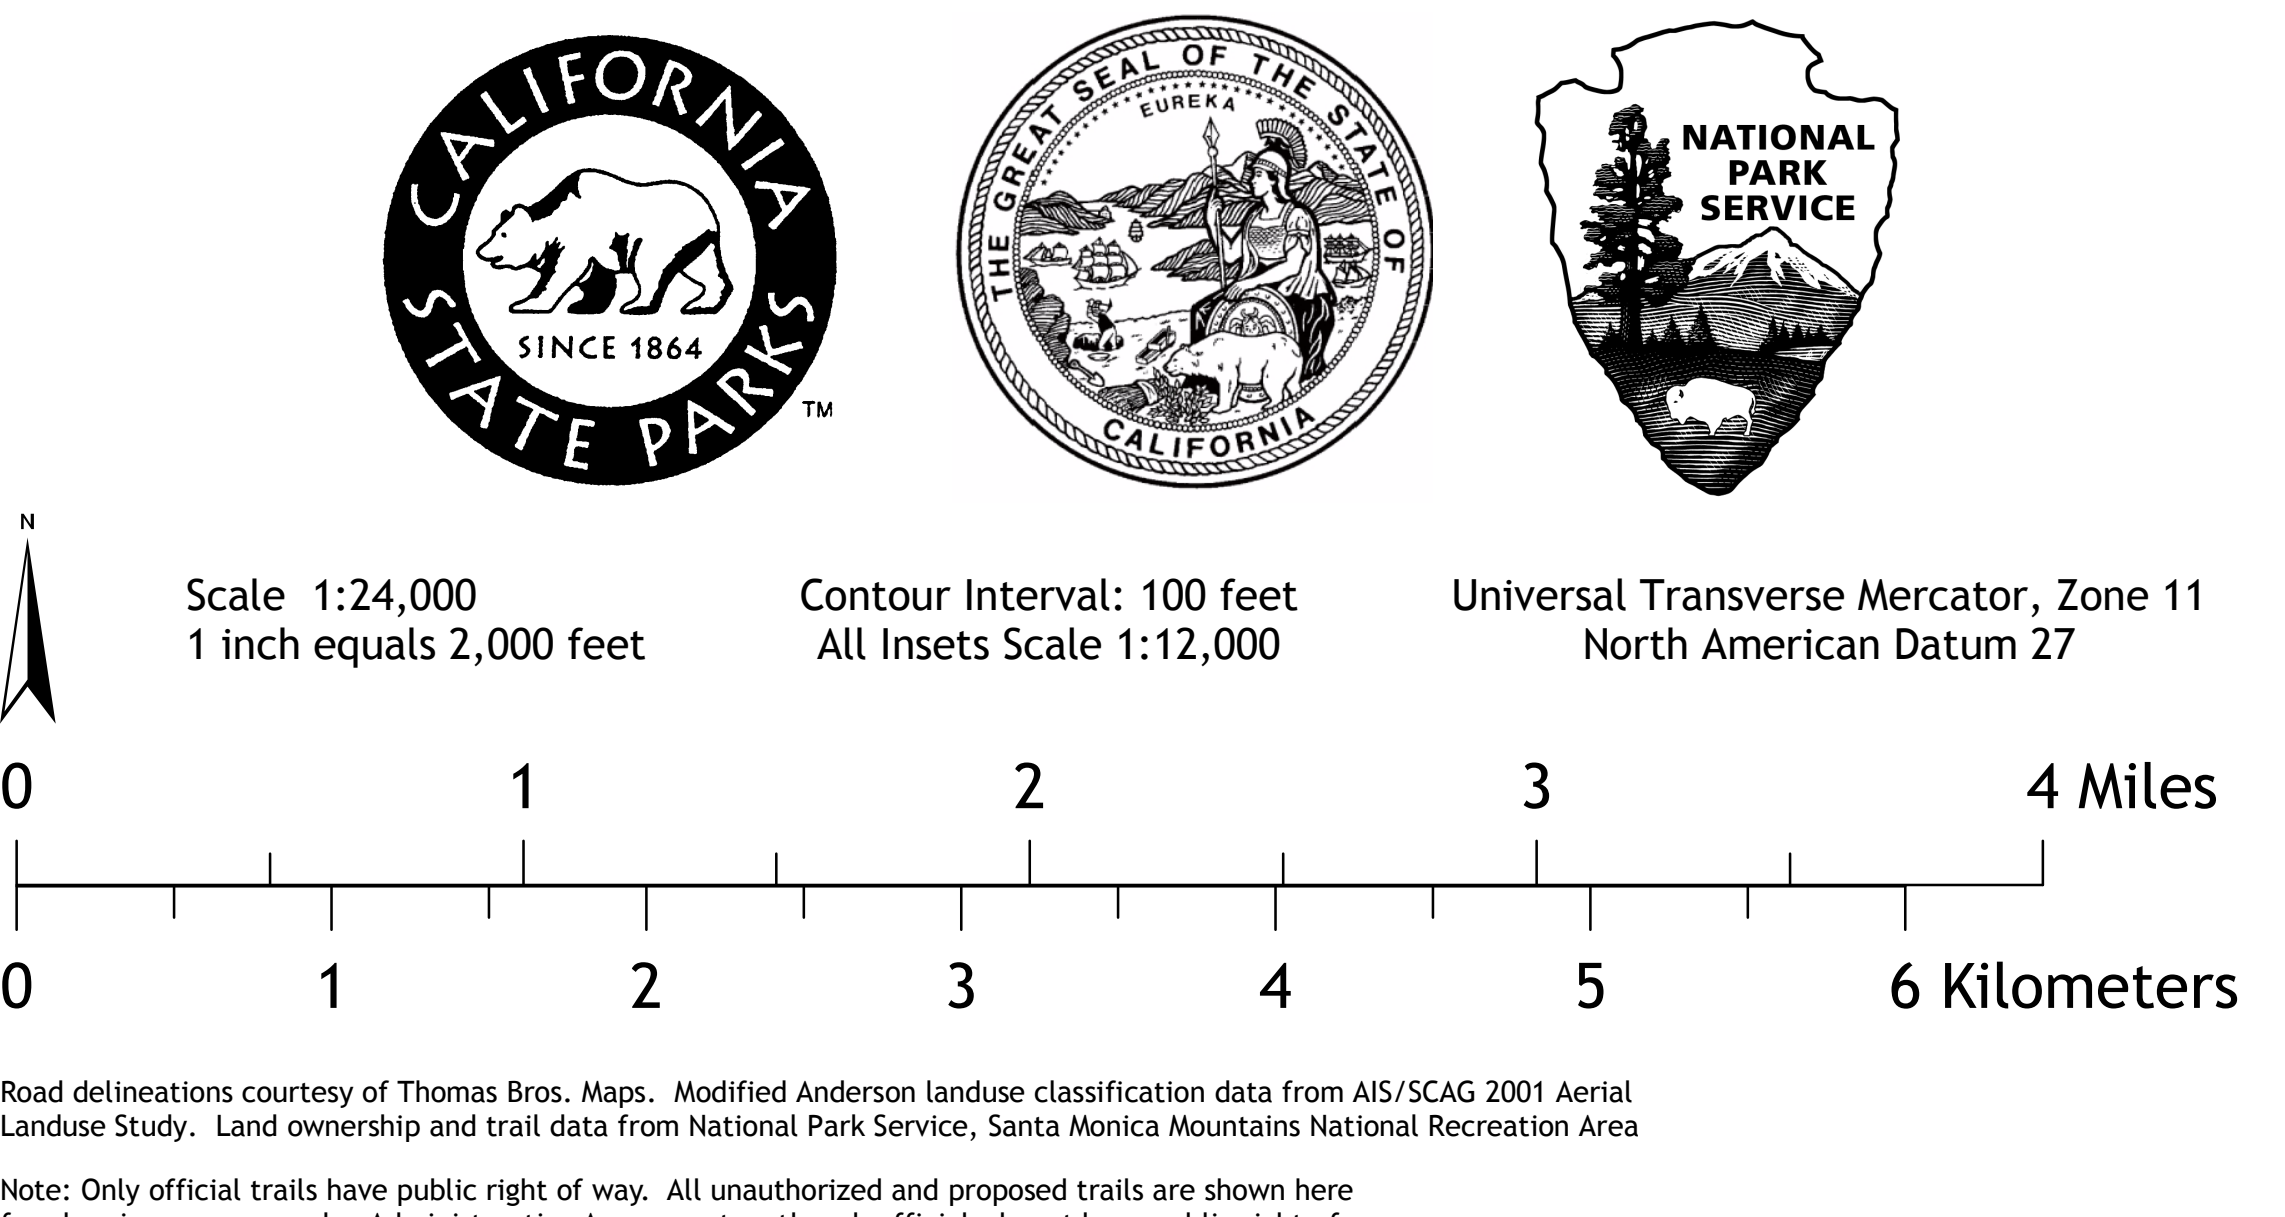 CALIFORNIA
STATE PARKS
SINCE 1864
TM
THE GREAT SEAL OF THE STATE OF
CALIFORNIA
EUREKA
NATIONAL
PARK
SERVICE
N
Scale 1:24,000
1 inch equals 2,000 feet
Contour Interval: 100 feet
All Insets Scale 1:12,000
Universal Transverse Mercator, Zone 11
North American Datum 27
0 1 2 3 4 Miles
0 1 2 3 4 5 6 Kilometers
Road delineations courtesy of Thomas Bros. Maps. Modified Anderson landuse classification data from AIS/SCAG 2001 Aerial
Landuse Study. Land ownership and trail data from National Park Service, Santa Monica Mountains National Recreation Area
Note: Only official trails have public right of way. All unauthorized and proposed trails are shown here